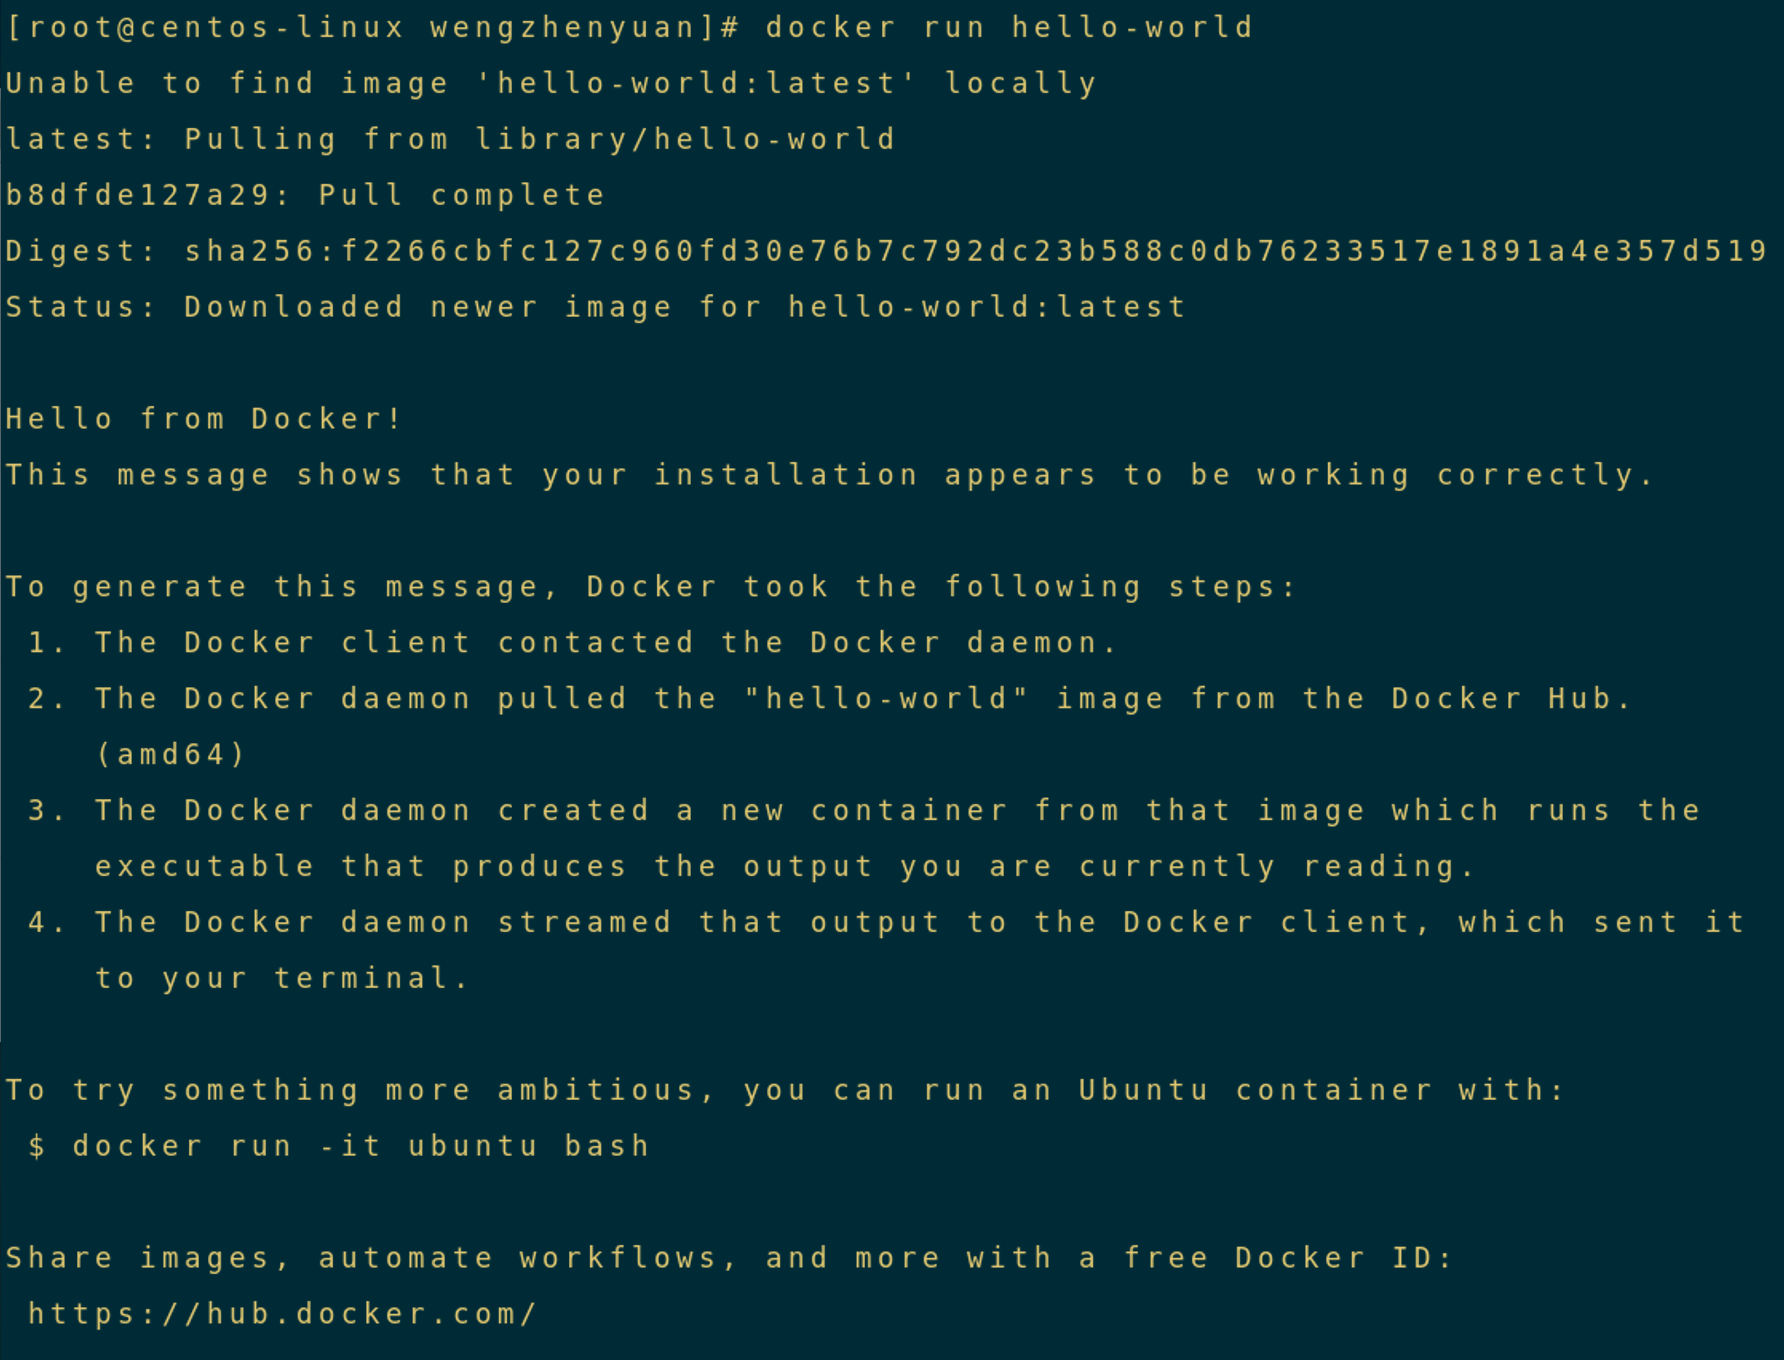 [root@centos-linux wengzhenyuan]# docker run hello-world
Unable to find image 'hello-world:latest' locally
latest: Pulling from library/hello-world
b8dfde127a29: Pull complete
Digest: sha256:f2266cbfc127c960fd30e76b7c792dc23b588c0db76233517e1891a4e357d519
Status: Downloaded newer image for hello-world:latest

Hello from Docker!
This message shows that your installation appears to be working correctly.

To generate this message, Docker took the following steps:
 1. The Docker client contacted the Docker daemon.
 2. The Docker daemon pulled the "hello-world" image from the Docker Hub.
    (amd64)
 3. The Docker daemon created a new container from that image which runs the
    executable that produces the output you are currently reading.
 4. The Docker daemon streamed that output to the Docker client, which sent it
    to your terminal.

To try something more ambitious, you can run an Ubuntu container with:
 $ docker run -it ubuntu bash

Share images, automate workflows, and more with a free Docker ID:
 https://hub.docker.com/